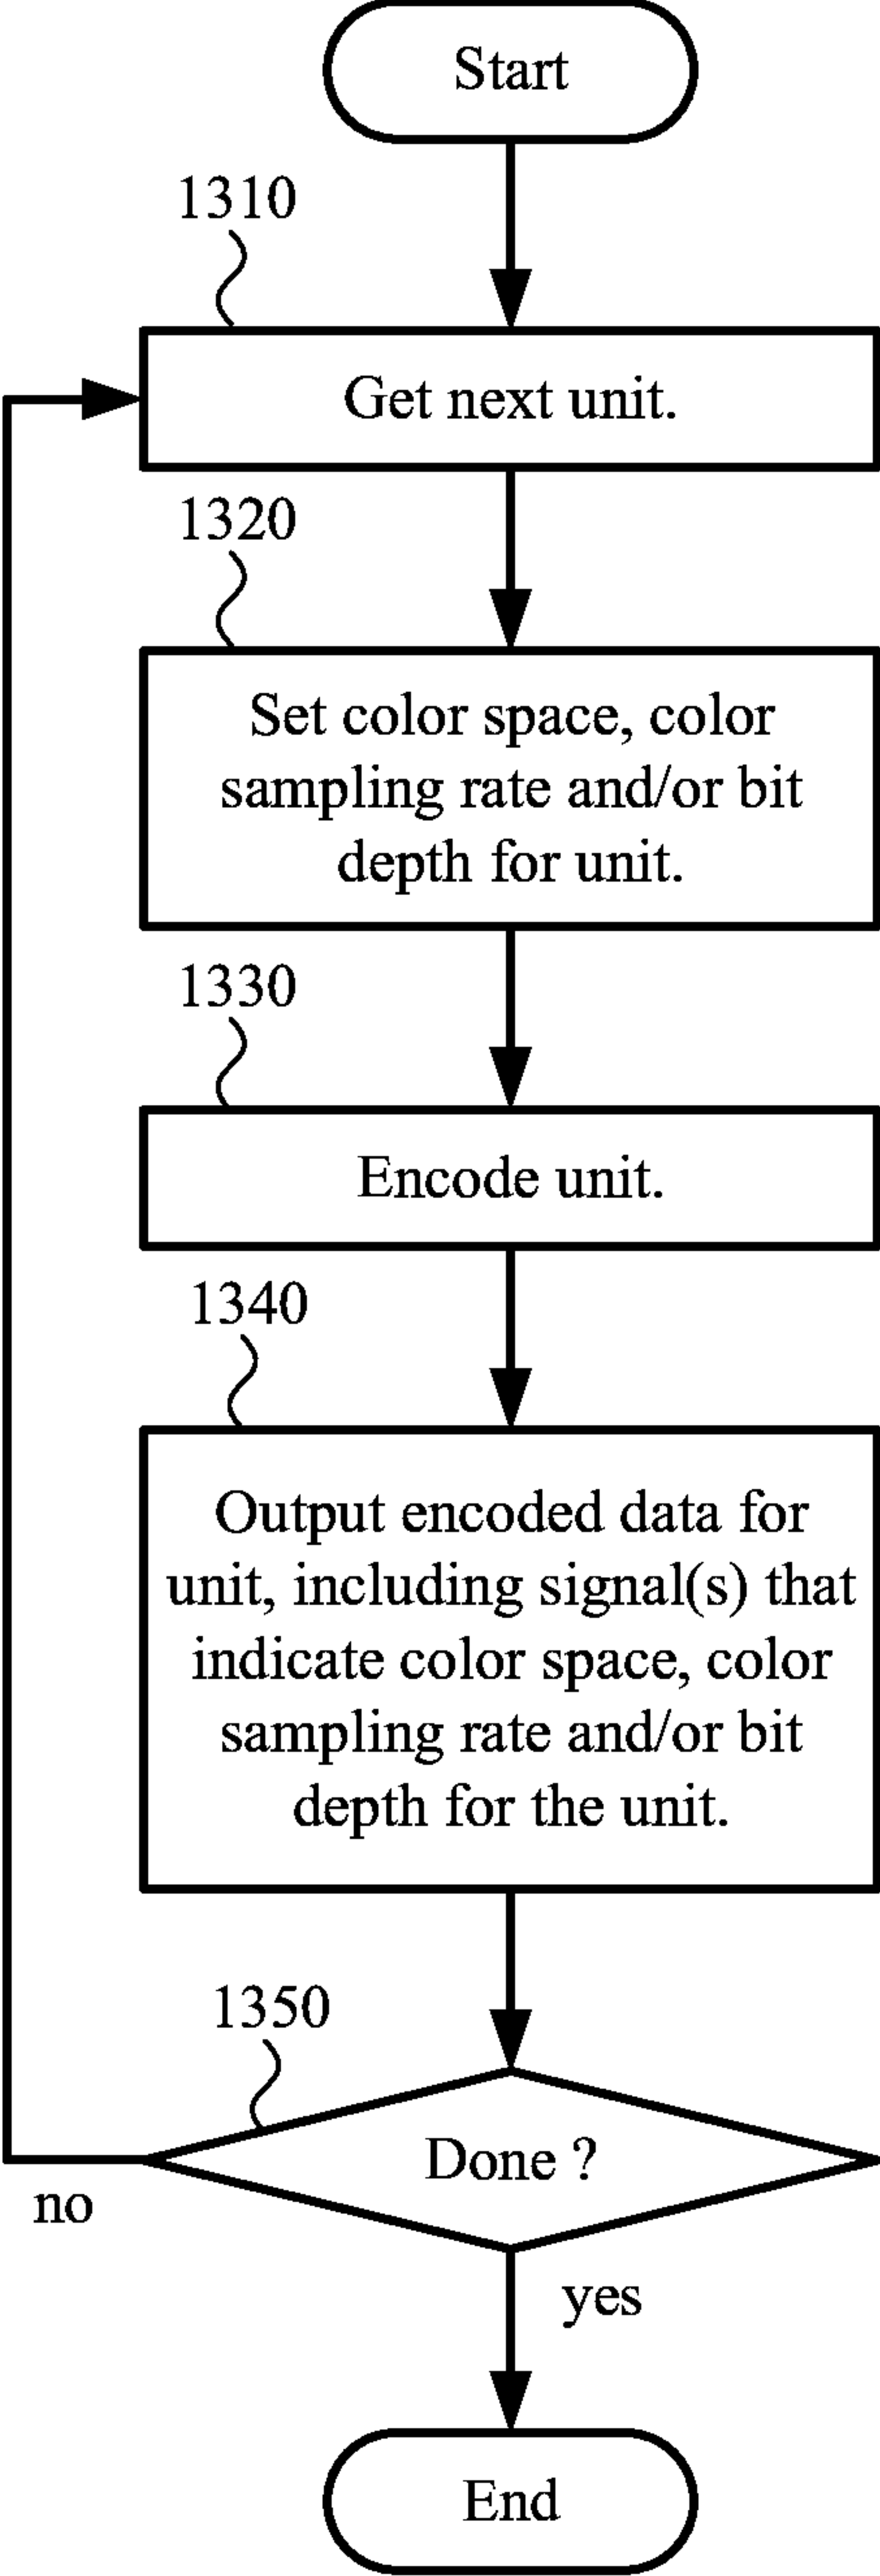 Start
1310
Get next unit.
1320
Set color space, color
sampling rate and/or bit
depth for unit.
1330
Encode unit.
1340
Output encoded data for
unit, including signal(s) that
indicate color space, color
sampling rate and/or bit
depth for the unit.
1350
Done ?
no
yes
End